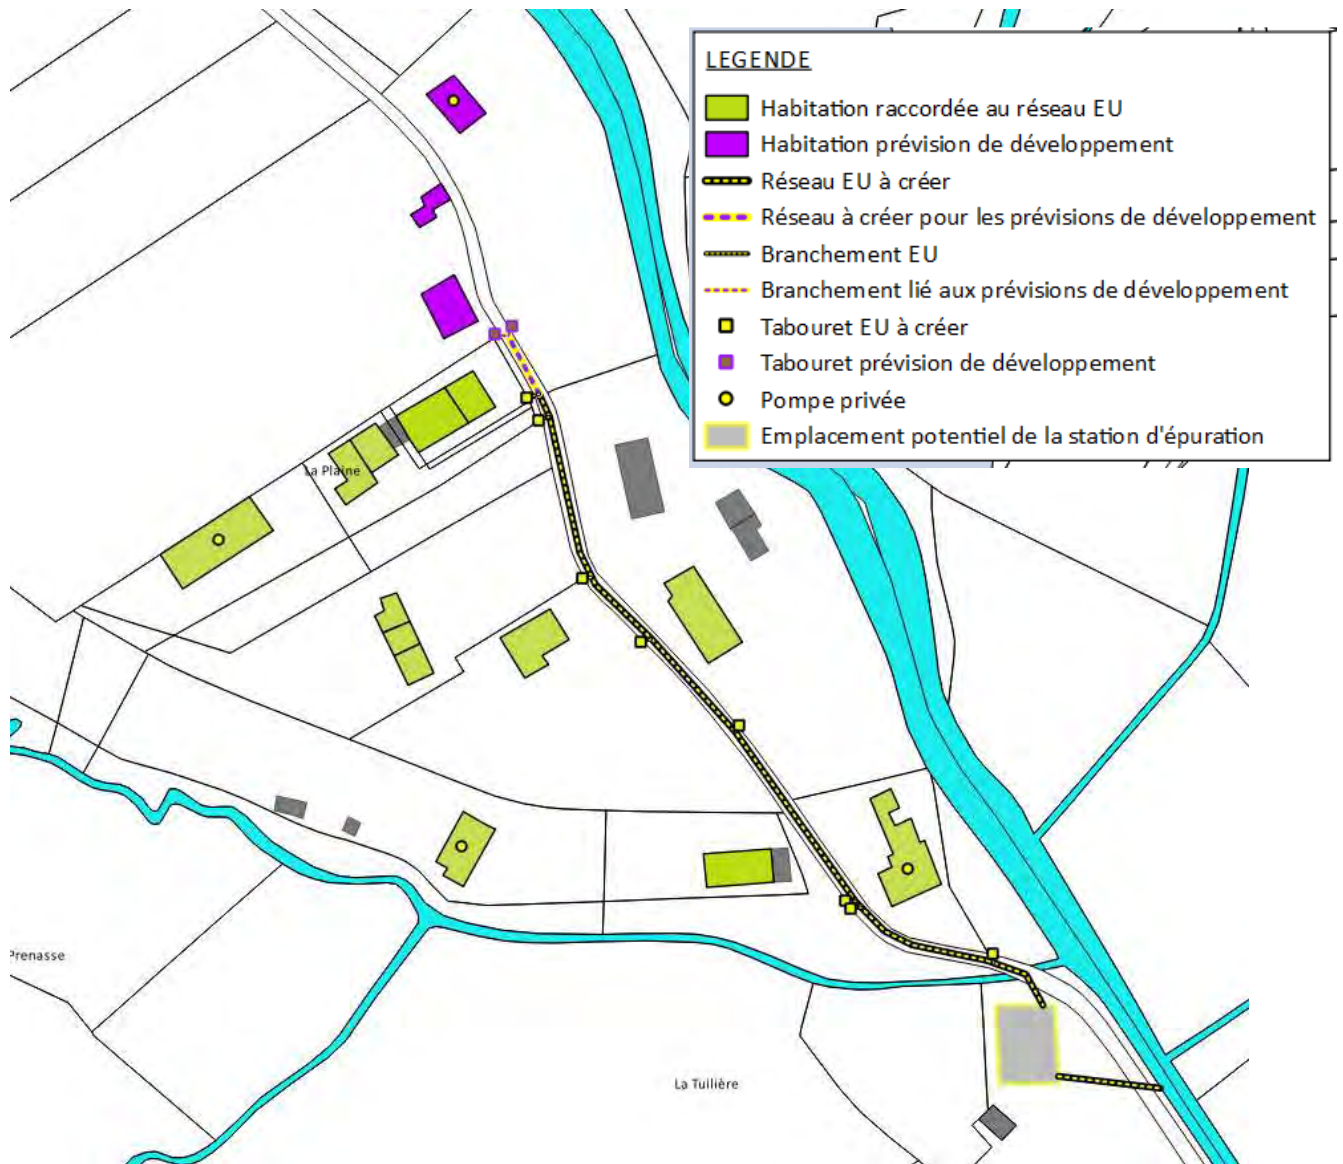 LEGENDE
Habitation raccordée au réseau EU
Habitation prévision de développement
Réseau EU à créer
Réseau à créer pour les prévisions de développement
Branchement EU
Branchement lié aux prévisions de développement
Tabouret EU à créer
Tabouret prévision de développement
Pompe privée
Emplacement potentiel de la station d'épuration
La Plaine
Prenasse
La Tuilière